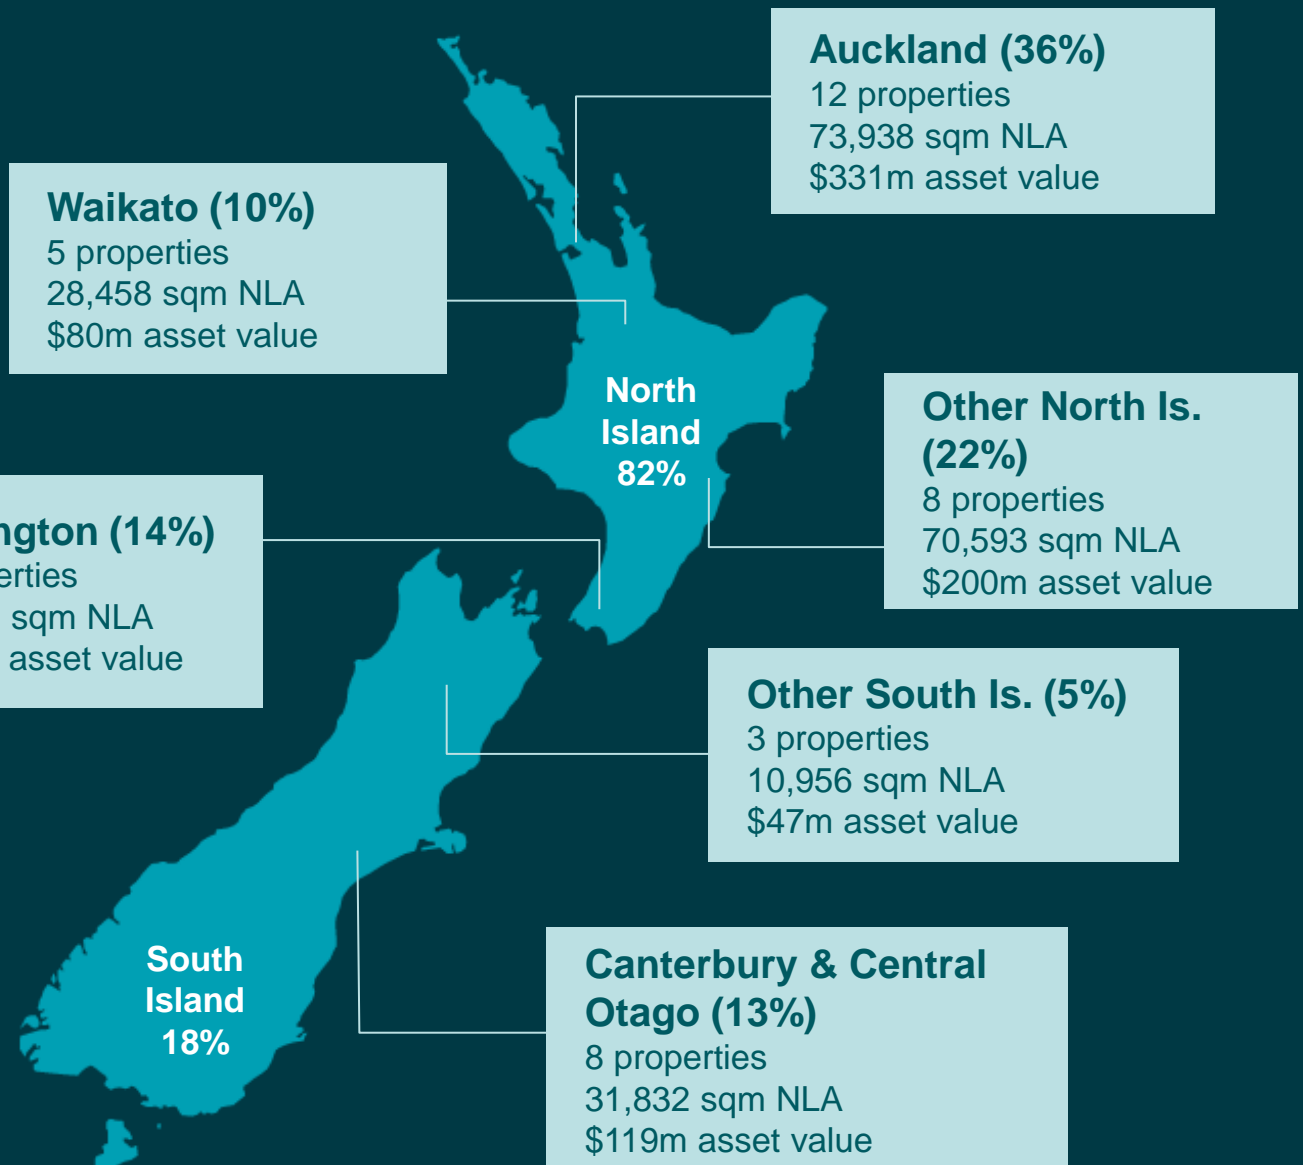 Auckland (36%)
12 properties
73,938 sqm NLA
$331m asset value
Waikato (10%)
5 properties
28,458 sqm NLA
$80m asset value
North
Island
82%
Other North Is.
(22%)
8 properties
70,593 sqm NLA
$200m asset value
ngton (14%)
erties
sqm NLA
asset value
Other South Is. (5%)
3 properties
10,956 sqm NLA
$47m asset value
South
Island
18%
Canterbury & Central
Otago (13%)
8 properties
31,832 sqm NLA
$119m asset value